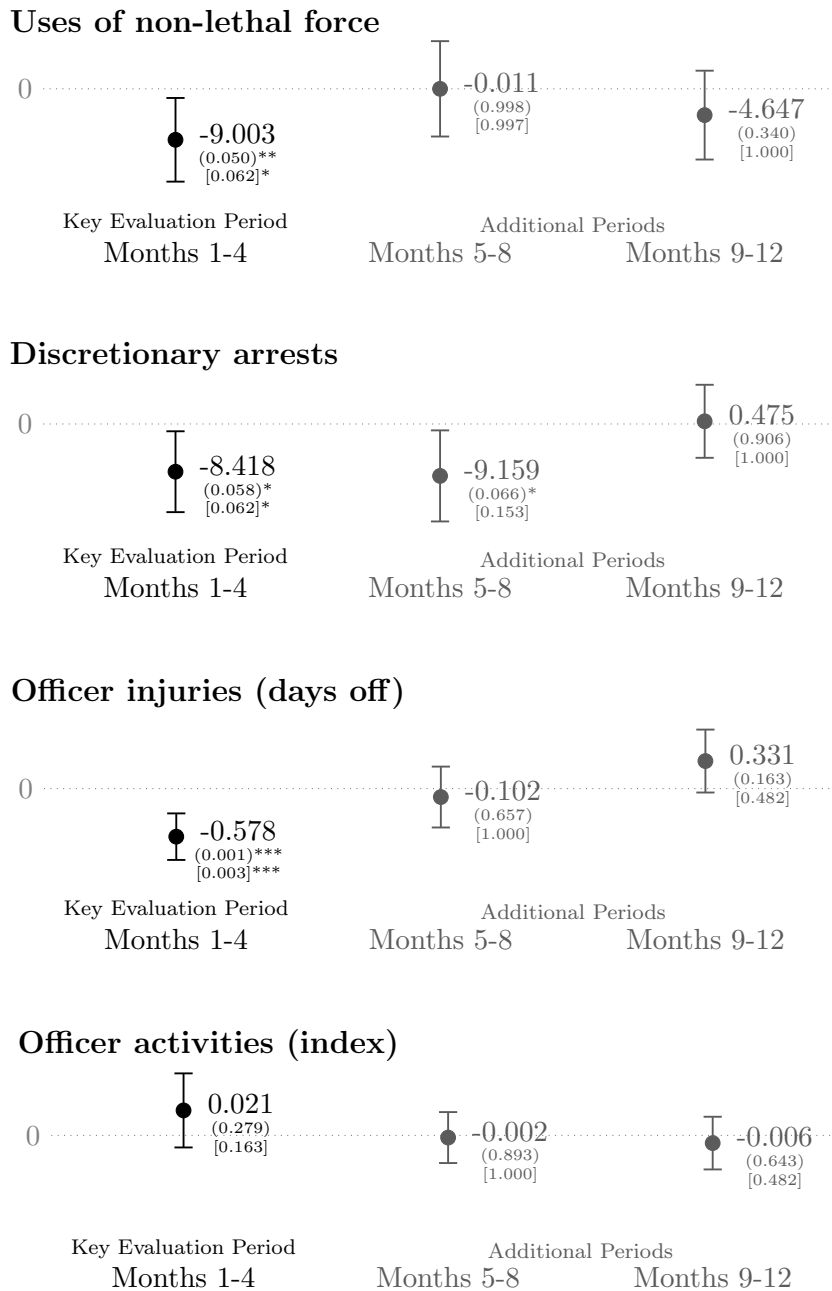 Uses of non-lethal force
0
-9.003
(0.050)**
[0.062]*
-0.011
(0.998)
[0.997]
-4.647
(0.340)
[1.000]
Key Evaluation Period
Additional Periods
Months 1-4
Months 5-8
Months 9-12
Discretionary arrests
0
-8.418
(0.058)*
[0.062]*
-9.159
(0.066)*
[0.153]
0.475
(0.906)
[1.000]
Key Evaluation Period
Additional Periods
Months 1-4
Months 5-8
Months 9-12
Officer injuries (days off)
0
-0.578
(0.001)***
[0.003]***
-0.102
(0.657)
[1.000]
0.331
(0.163)
[0.482]
Key Evaluation Period
Additional Periods
Months 1-4
Months 5-8
Months 9-12
Officer activities (index)
0
0.021
(0.279)
[0.163]
-0.002
(0.893)
[1.000]
-0.006
(0.643)
[0.482]
Key Evaluation Period
Additional Periods
Months 1-4
Months 5-8
Months 9-12